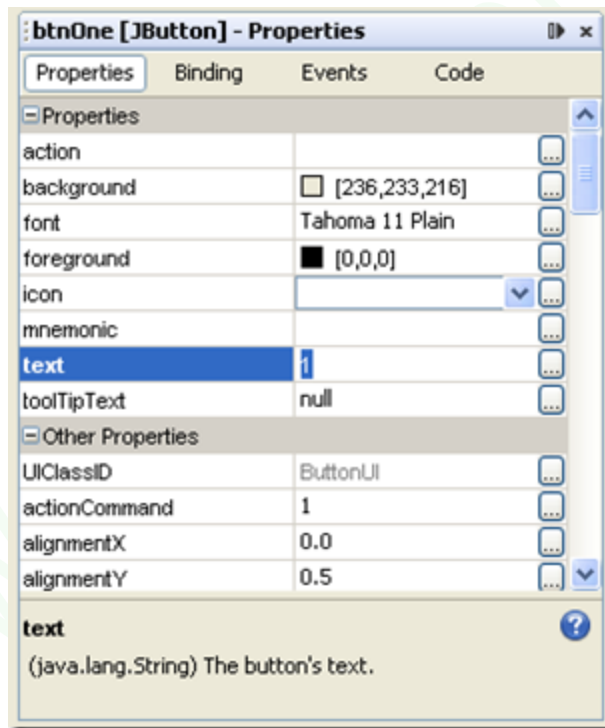 btnOne [JButton] - Properties
Properties Binding Events Code
Properties
action ...
background [236,233,216] ...
font Tahoma 11 Plain ...
foreground [0,0,0] ...
icon ...
mnemonic ...
text 1 ...
toolTipText null ...
Other Properties
UIClassID ButtonUI ...
actionCommand 1 ...
alignmentX 0.0 ...
alignmentY 0.5 ...
text ?
(java.lang.String) The button's text.